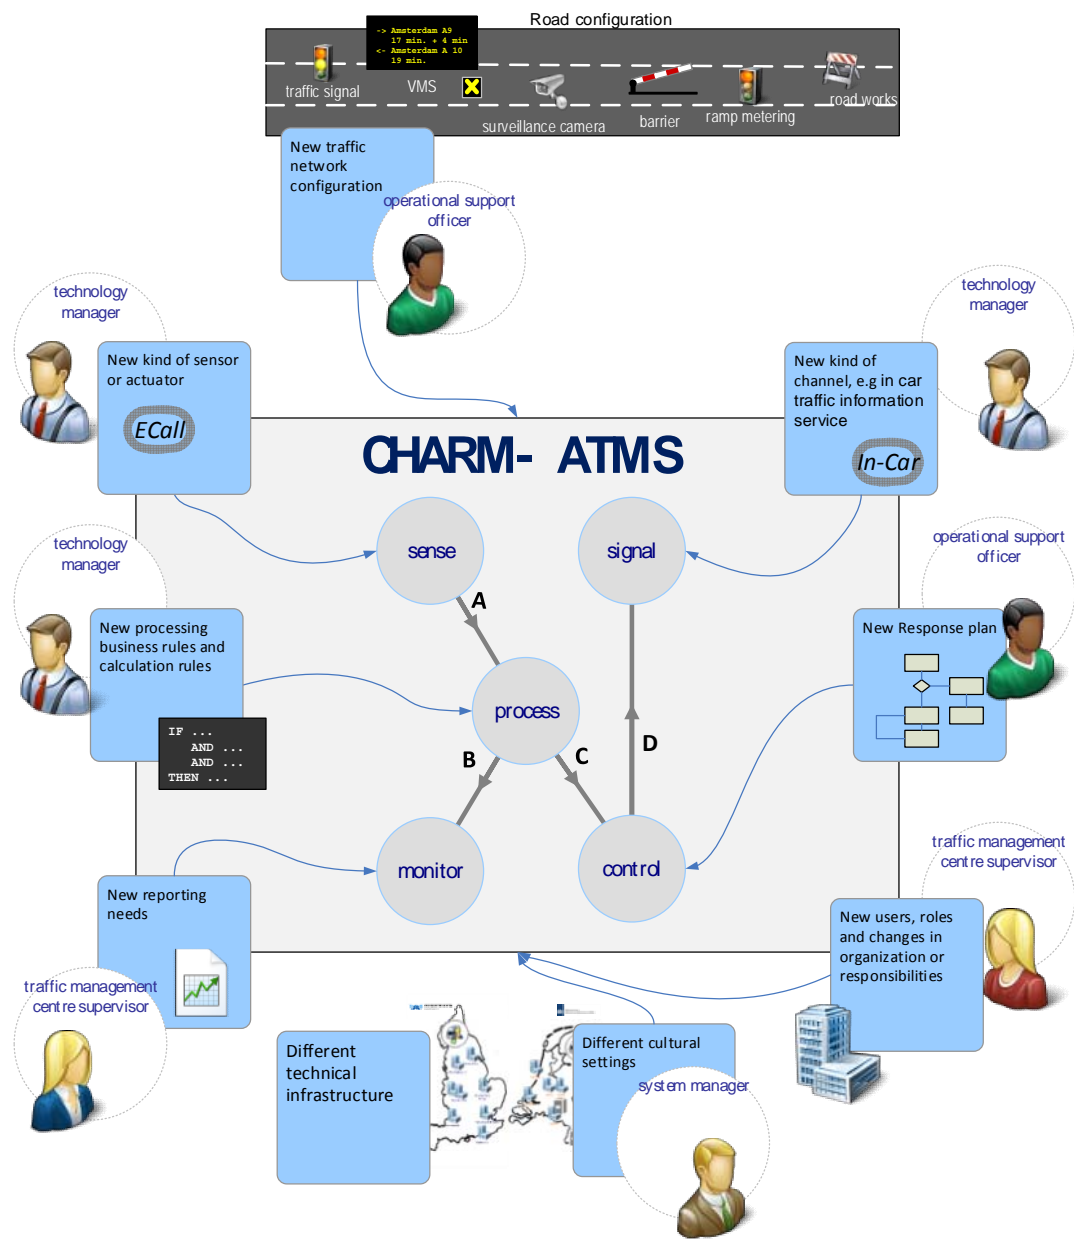 Road configuration
-> Amsterdam A9
17 min. + 4 min
<- Amsterdam A 10
19 min.
traffic signal
VMS
surveillance camera
barrier
ramp metering
road works
New traffic
network
configuration
operational support
officer
technology
manager
New kind of sensor
or actuator
ECall
technology
manager
New kind of
channel, e.g in car
traffic information
service
In-Car
CHARM- ATMS
sense
signal
A
technology
manager
New processing
business rules and
calculation rules
IF ...
AND ...
AND ...
THEN ...
process
B
C
D
operational support
officer
New Response plan
monitor
control
New reporting
needs
traffic management
centre supervisor
traffic management
centre supervisor
New users, roles
and changes in
organization or
responsibilities
Different
technical
infrastructure
Different cultural
settings
system manager